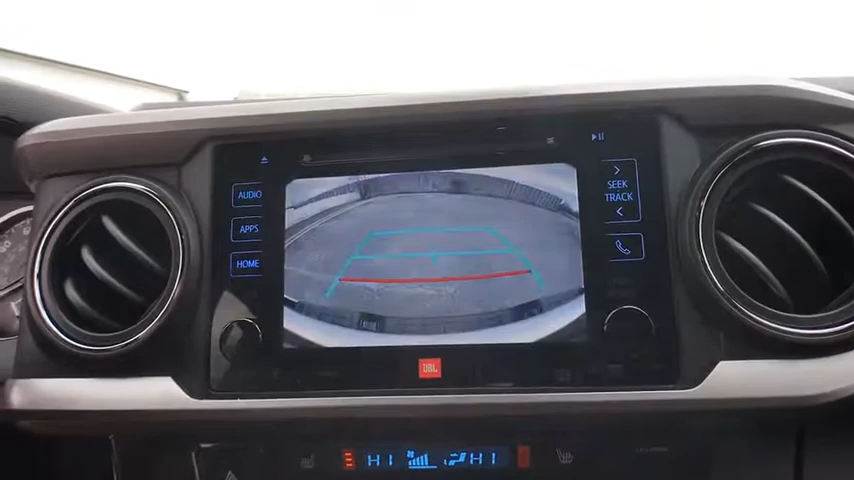 AUDIO
APPS
HOME
SEEK
TRACK
JBL
HI
HI